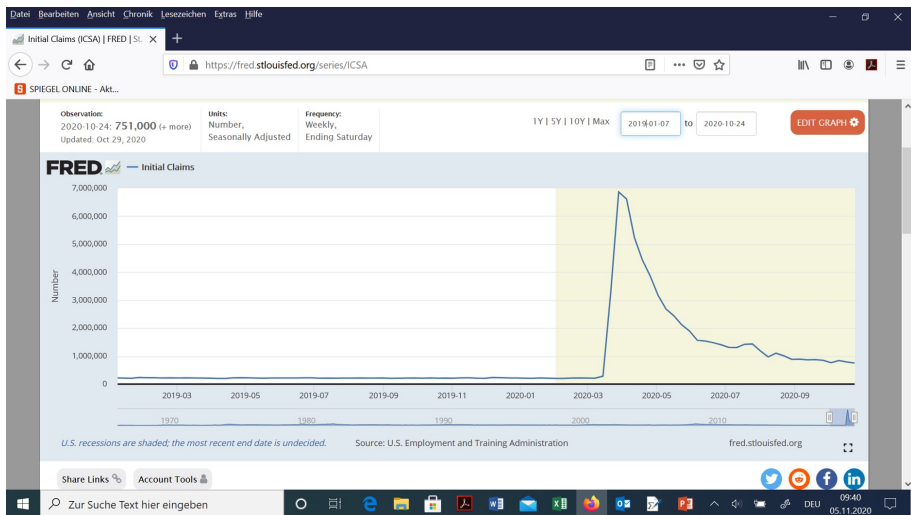 Datei Bearbeiten Ansicht Chronik Lesezeichen Extras Hilfe
Initial Claims (ICSA) | FRED | St.
https://fred.stlouisfed.org/series/ICSA
SPIEGEL ONLINE - Akt...
Observation:
2020-10-24: 751,000 (+ more)
Updated: Oct 29, 2020
Units:
Number,
Seasonally Adjusted
Frequency:
Weekly,
Ending Saturday
1Y | 5Y | 10Y | Max
2019-01-07 to 2020-10-24
EDIT GRAPH
FRED
Initial Claims
7,000,000
6,000,000
5,000,000
4,000,000
3,000,000
2,000,000
1,000,000
0
Number
2019-03 2019-05 2019-07 2019-09 2019-11 2020-01 2020-03 2020-05 2020-07 2020-09
1970 1980 1990 2000 2010
U.S. recessions are shaded; the most recent end date is undecided. Source: U.S. Employment and Training Administration fred.stlouisfed.org
Share Links Account Tools
Zur Suche Text hier eingeben
DEU
09:40
05.11.2020